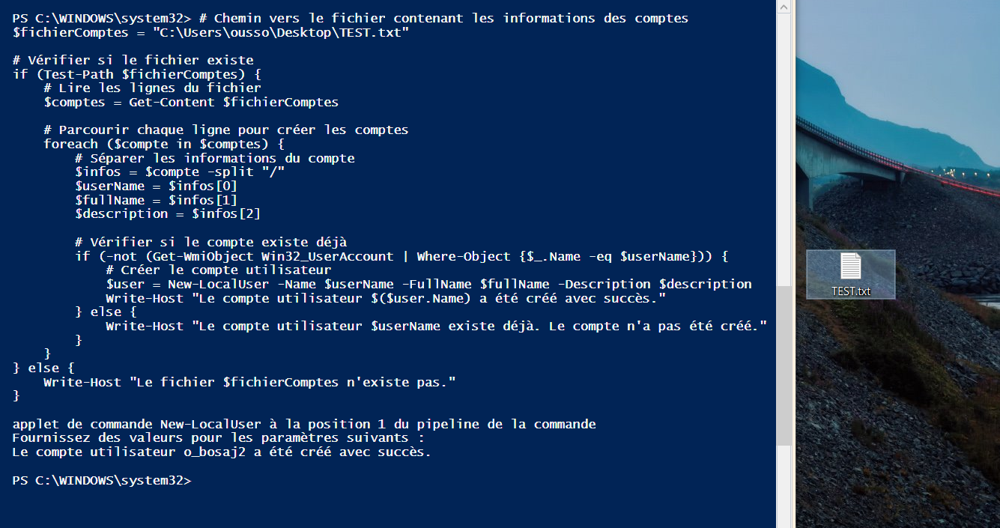 PS C:\WINDOWS\system32> # Chemin vers le fichier contenant les informations des comptes
$fichierComptes = "C:\Users\ousso\Desktop\TEST.txt"
# Vérifier si le fichier existe
if (Test-Path $fichierComptes) {
# Lire les lignes du fichier
$comptes = Get-Content $fichierComptes
# Parcourir chaque ligne pour créer les comptes
foreach ($compte in $comptes) {
# Séparer les informations du compte
$infos = $compte -split "/"
$userName = $infos[0]
$fullName = $infos[1]
$description = $infos[2]
# Vérifier si le compte existe déjà
if (-not (Get-WmiObject Win32_UserAccount | Where-Object {$_.Name -eq $userName})) {
# Créer le compte utilisateur
$user = New-LocalUser -Name $userName -FullName $fullName -Description $description
Write-Host "Le compte utilisateur $($user.Name) a été créé avec succès."
} else {
Write-Host "Le compte utilisateur $userName existe déjà. Le compte n'a pas été créé."
}
}
} else {
Write-Host "Le fichier $fichierComptes n'existe pas."
}
applet de commande New-LocalUser à la position 1 du pipeline de la commande
Fournissez des valeurs pour les paramètres suivants :
Le compte utilisateur o_bosaj2 a été créé avec succès.
PS C:\WINDOWS\system32>
TEST.txt